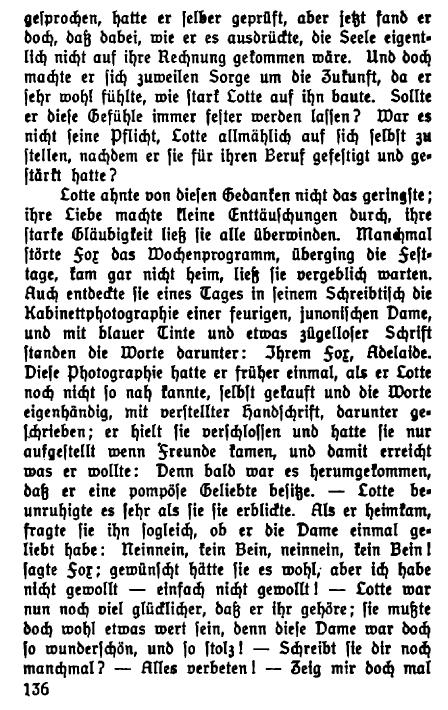 gesprochen, hatte er selber geprüft, aber jetzt fand er
doch, daß dabei, wie er es ausdrückte, die Seele eigent-
lich nicht auf ihre Rechnung gekommen wäre. Und doch
machte er sich zuweilen Sorge um die Zukunft, da er
sehr wohl fühlte, wie stark Lotte auf ihn baute. Sollte
er diese Gefühle immer fester werden lassen? War es
nicht seine Pflicht, Lotte allmählich auf sich selbst zu
stellen, nachdem er sie für ihren Beruf gefestigt und ge-
stärkt hatte?
Lotte ahnte von diesen Gedanken nicht das geringste;
ihre Liebe machte kleine Enttäuschungen durch, ihre
starke Gläubigkeit ließ sie alle überwinden. Manchmal
störte Fox das Wochenprogramm, überging die Fest-
tage, kam gar nicht heim, ließ sie vergeblich warten.
Auch entdeckte sie eines Tages in seinem Schreibtisch die
Kabinettphotographie einer feurigen, junonischen Dame,
und mit blauer Tinte und etwas zügelloser Schrift
standen die Worte darunter: Ihrem Fox, Adelaide.
Diese Photographie hatte er früher einmal, als er Lotte
noch nicht so nah kannte, selbst gekauft und die Worte
eigenhändig, mit verstellter Handschrift, darunter ge-
schrieben; er hielt sie verschlossen und hatte sie nur
aufgestellt wenn Freunde kamen, und damit erreicht
was er wollte: Denn bald war es herumgekommen,
daß er eine pompöse Geliebte besitze. — Lotte be-
unruhigte es sehr als sie sie erblickte. Als er heimkam,
fragte sie ihn sogleich, ob er die Dame einmal ge-
liebt habe: Neinnein, kein Bein, neinnein, kein Bein!
sagte Fox; gewünscht hätte sie es wohl, aber ich habe
nicht gewollt — einfach nicht gewollt! — Lotte war
nun noch viel glücklicher, daß er ihr gehöre; sie mußte
doch wohl etwas wert sein, denn diese Dame war doch
so wunderschön, und so stolz! — Schreibt sie dir noch
manchmal? — Alles verbeten! — Zeig mir doch mal
136